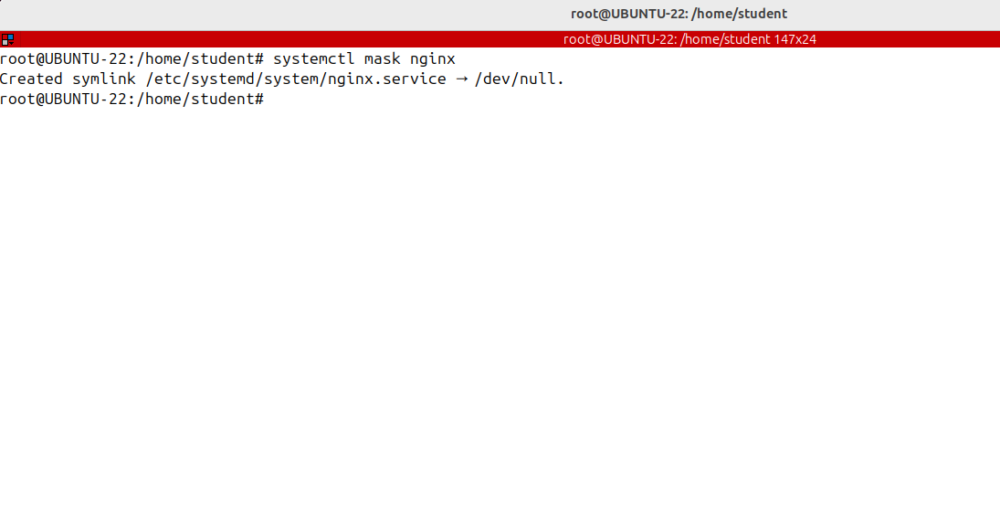 root@UBUNTU-22: /home/student
root@UBUNTU-22: /home/student 147x24
root@UBUNTU-22:/home/student# systemctl mask nginx
Created symlink /etc/systemd/system/nginx.service → /dev/null.
root@UBUNTU-22:/home/student#